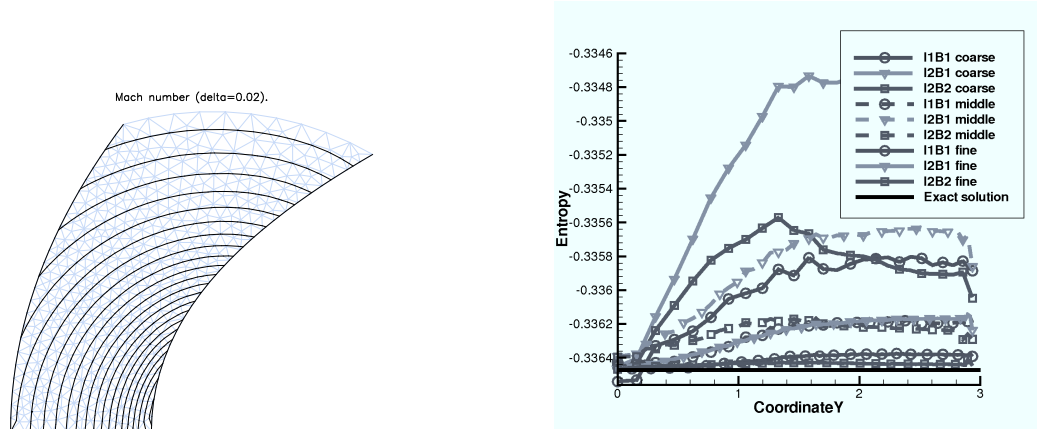 Mach number (delta=0.02).
-0.3346
-0.3348
-0.335
-0.3352
-0.3354
-0.3356
-0.3358
-0.336
-0.3362
-0.3364
Entropy
0
1
2
3
CoordinateY
I1B1 coarse
I2B1 coarse
I2B2 coarse
I1B1 middle
I2B1 middle
I2B2 middle
I1B1 fine
I2B1 fine
I2B2 fine
Exact solution